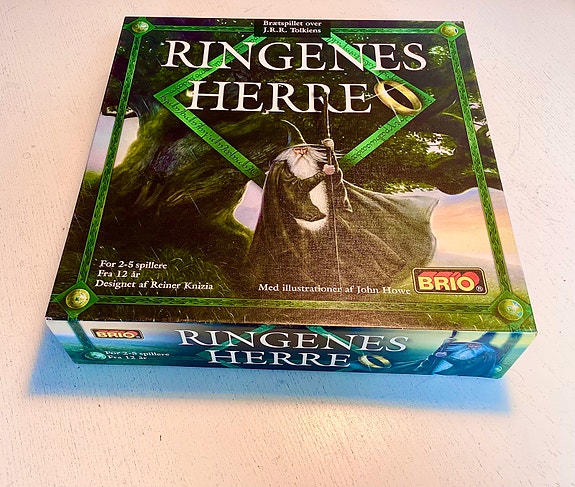 Brætspillet over
J.R.R. Tolkiens
RINGENES
HERRE
For 2-5 spillere
Fra 12 år
Designet af Reiner Knizia
Med illustrationer af John Howe
BRIO®
BRIO®
For 2-5 spillere
Fra 12 år
RINGENES
HERRE